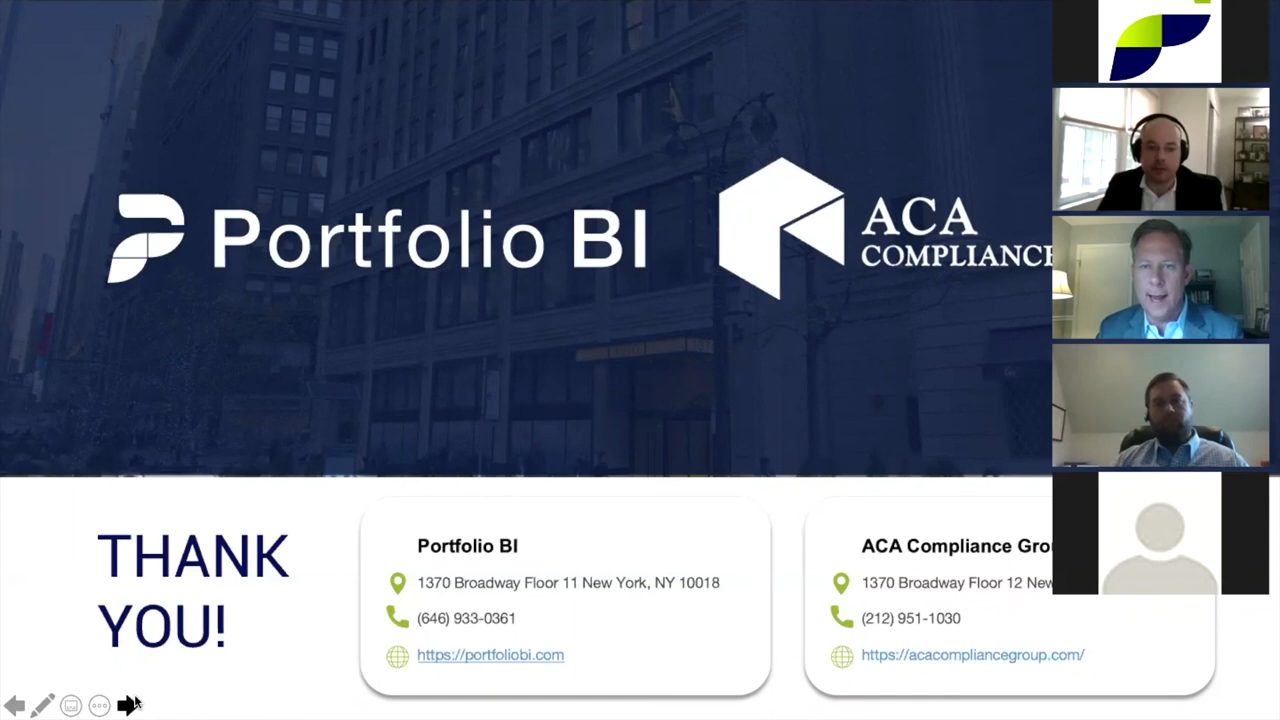 Portfolio BI
ACA
COMPLIANCE
THANK
YOU!
Portfolio BI
1370 Broadway Floor 11 New York, NY 10018
(646) 933-0361
https://portfoliobi.com
ACA Compliance
1370 Broadway Floor 12 New
(212) 951-1030
https://acacompliancegroup.com/